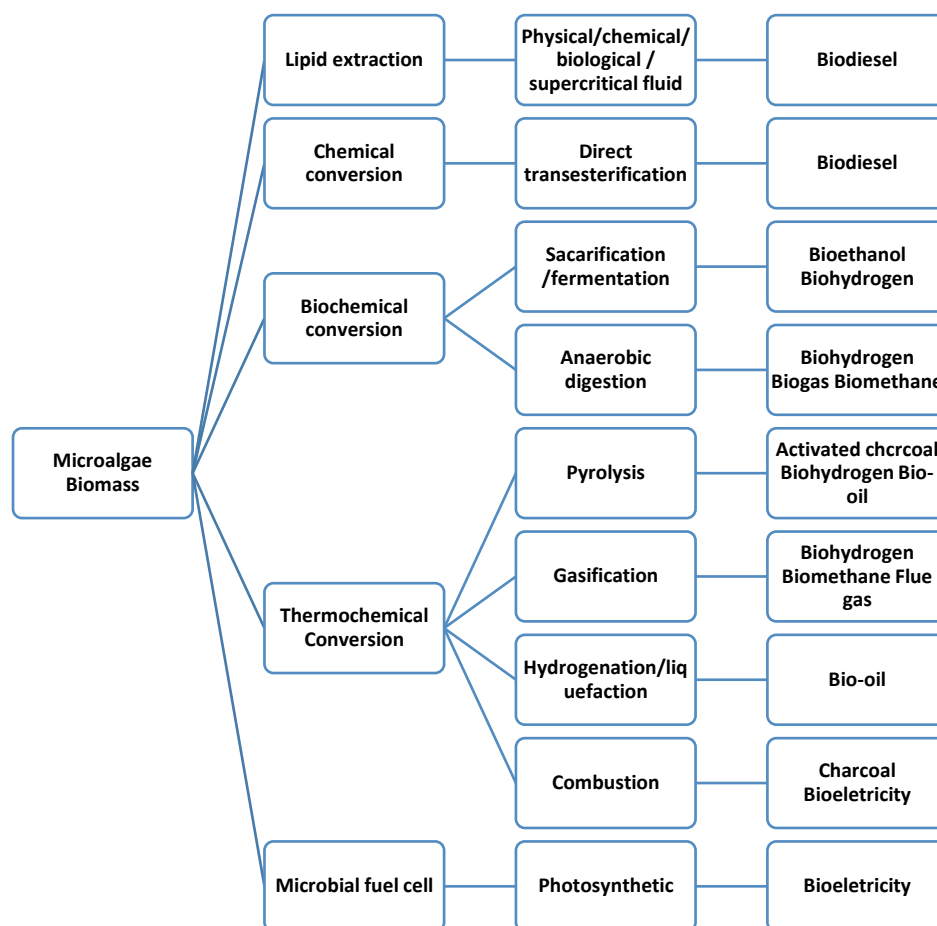 Lipid extraction
Physical/chemical/
biological /
supercritical fluid
Biodiesel
Chemical
conversion
Direct
transesterification
Biodiesel
Biochemical
conversion
Sacarification
/fermentation
Bioethanol
Biohydrogen
Anaerobic
digestion
Biohydrogen
Biogas Biomethane
Microalgae
Biomass
Thermochemical
Conversion
Pyrolysis
Activated chcrcoal
Biohydrogen Bio-
oil
Gasification
Biohydrogen
Biomethane Flue
gas
Hydrogenation/liq
uefaction
Bio-oil
Combustion
Charcoal
Bioeletricity
Microbial fuel cell
Photosynthetic
Bioeletricity